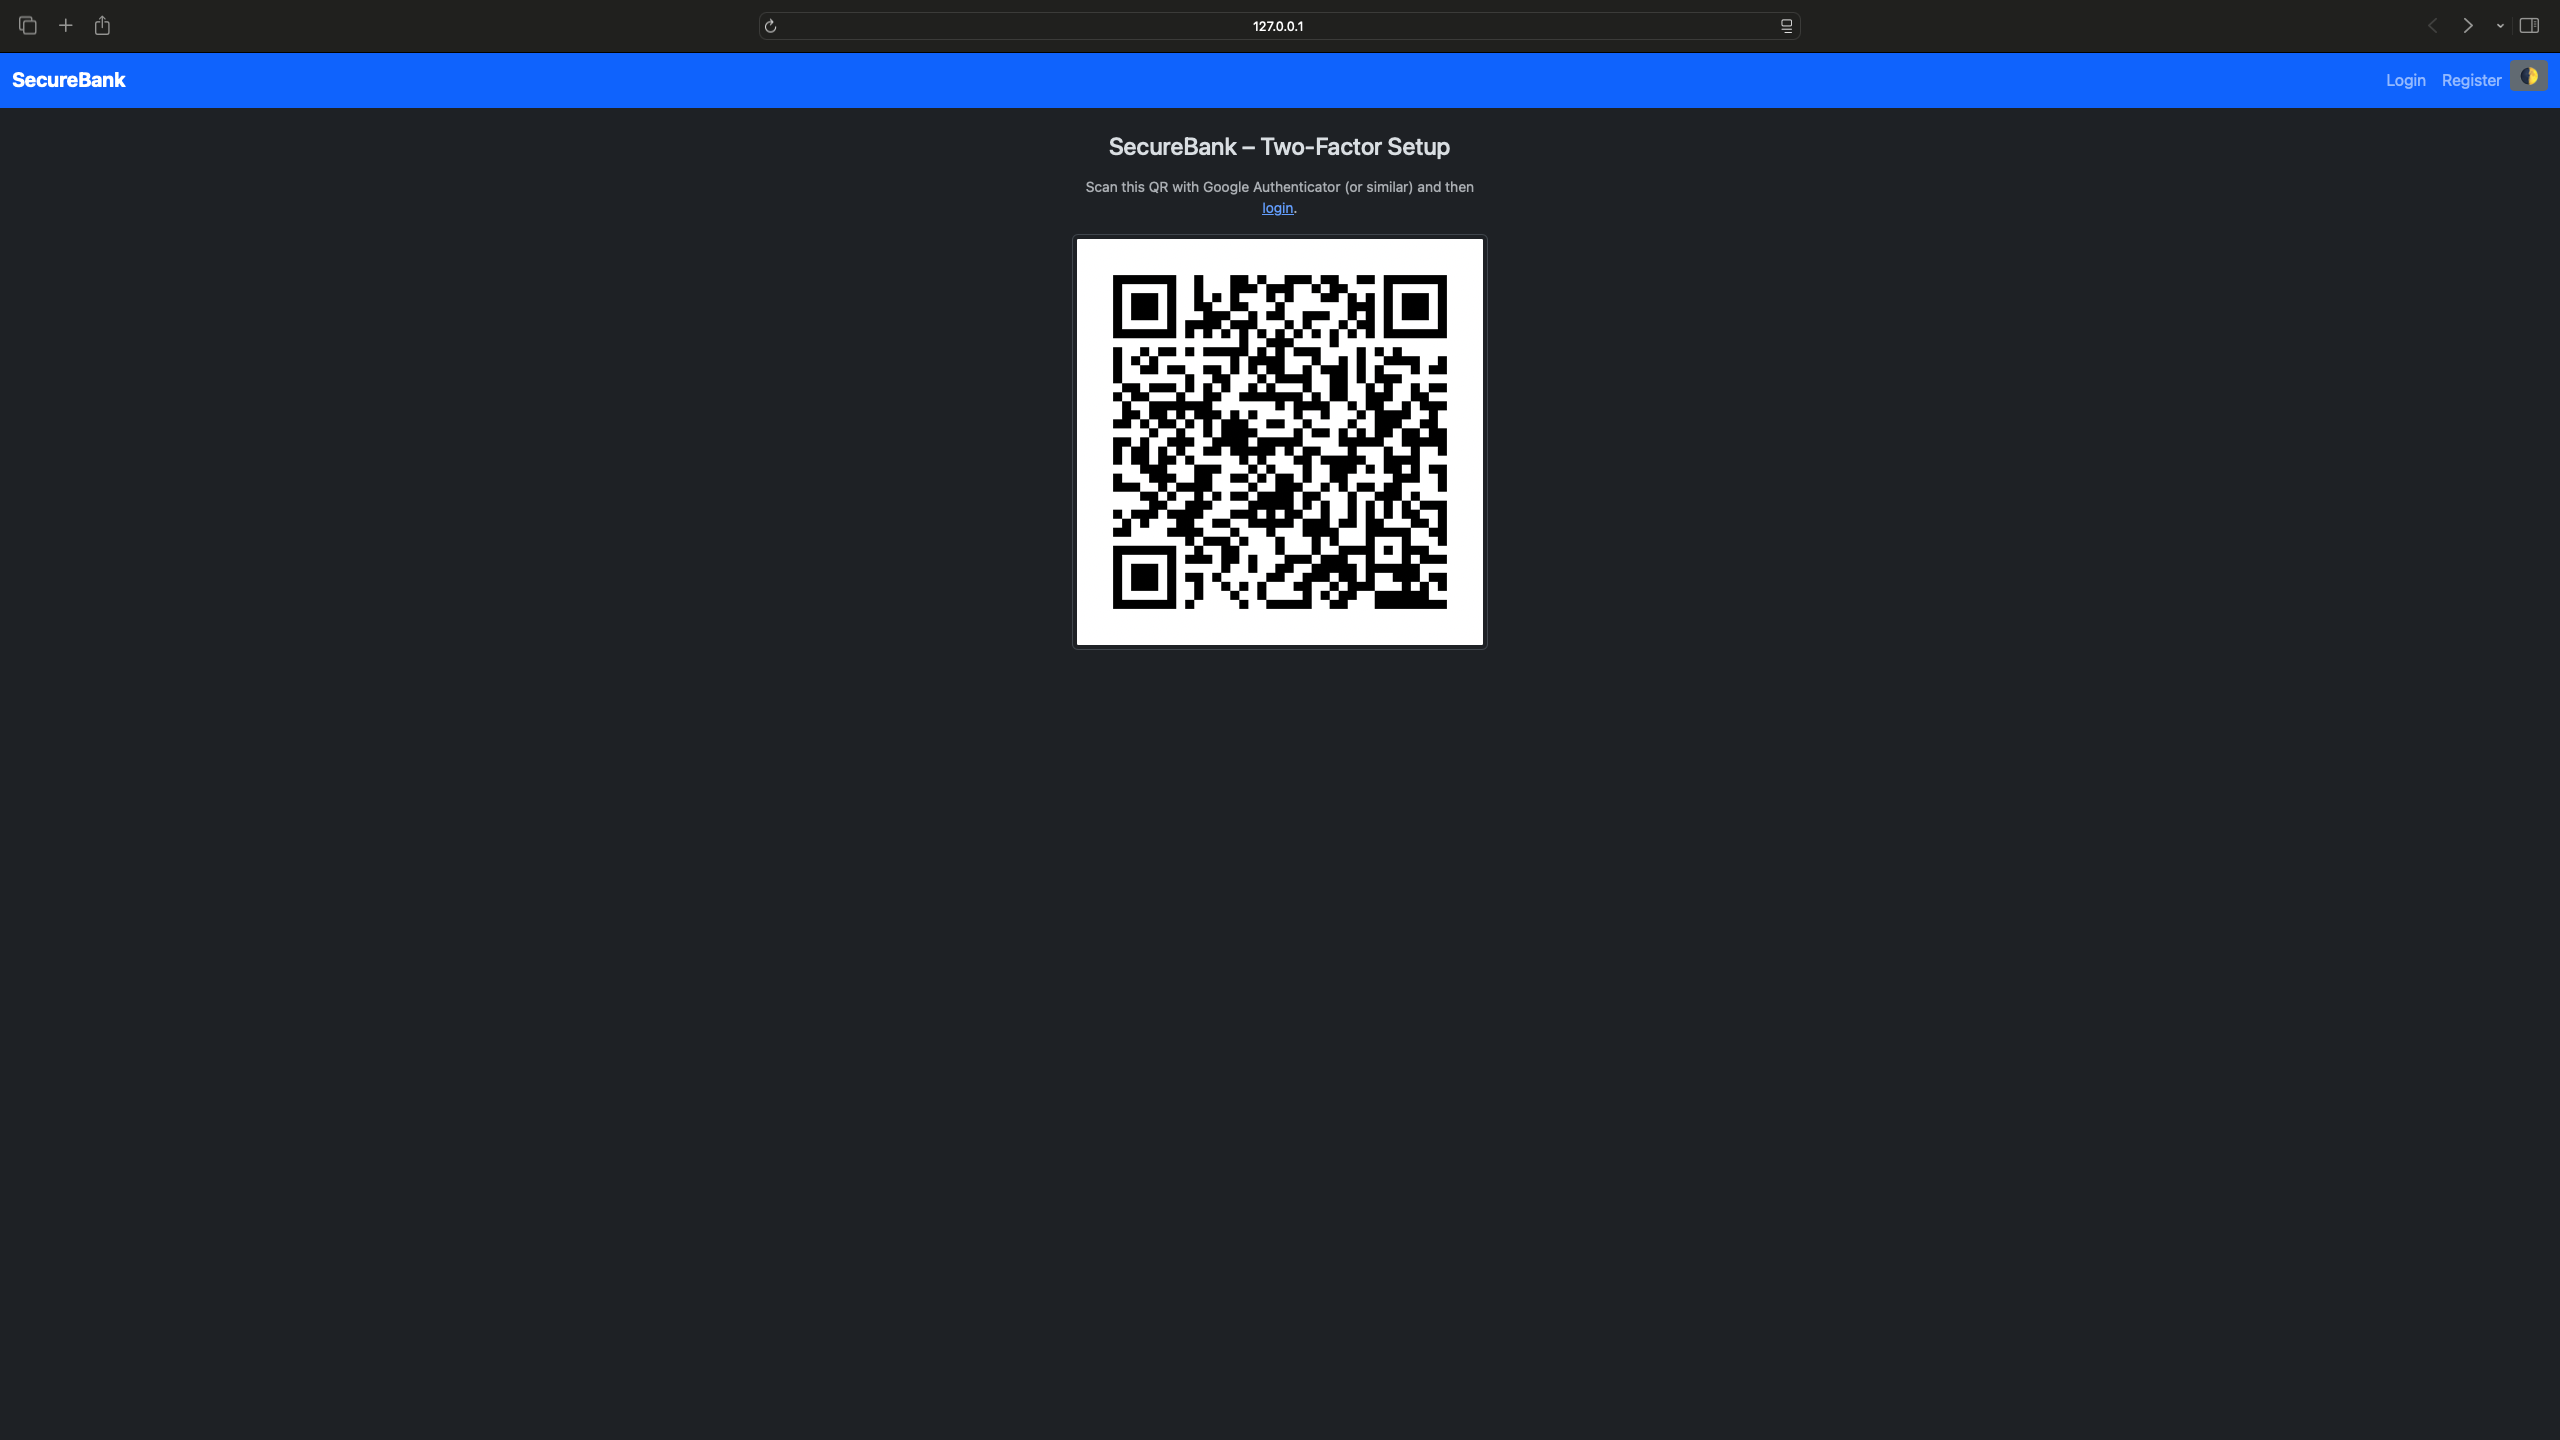 127.0.0.1
SecureBank
Login Register
SecureBank – Two-Factor Setup
Scan this QR with Google Authenticator (or similar) and then
login.